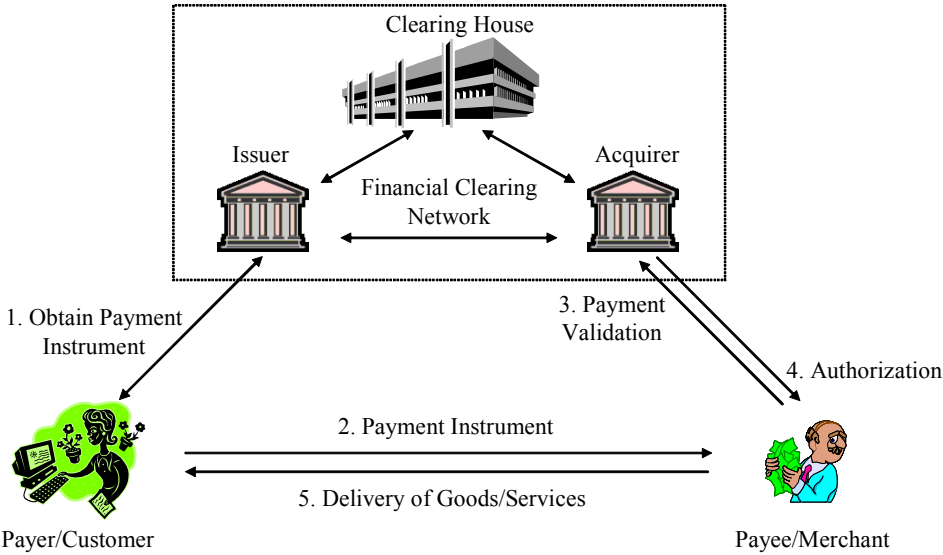 Clearing House
Issuer
Acquirer
Financial Clearing
Network
1. Obtain Payment
Instrument
3. Payment
Validation
4. Authorization
2. Payment Instrument
5. Delivery of Goods/Services
Payer/Customer
Payee/Merchant